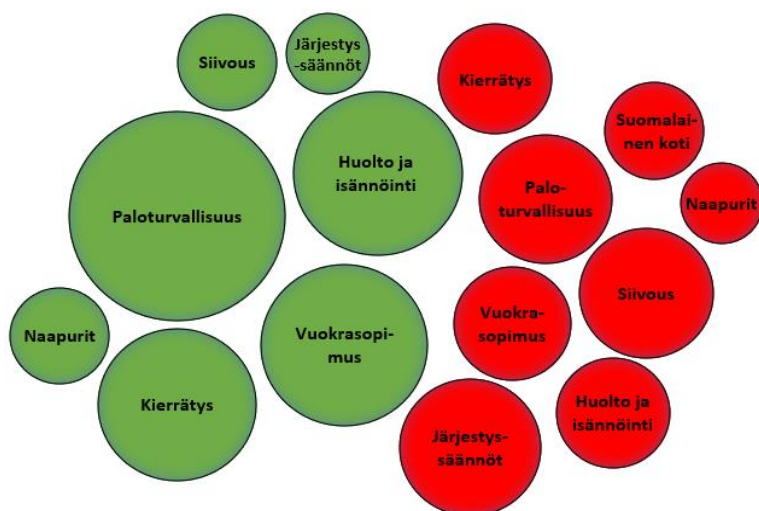 Siivous
Järjestys
-säännöt
Huolto ja
isännöinti
Paloturvallisuus
Naapurit
Vuokrasopi-
mus
Kierrätys
Kierrätys
Suomalai-
nen koti
Palo-
turvallisuus
Naapurit
Siivous
Vuokra-
sopimus
Huolto ja
isännöinti
Järjestys-
säännöt